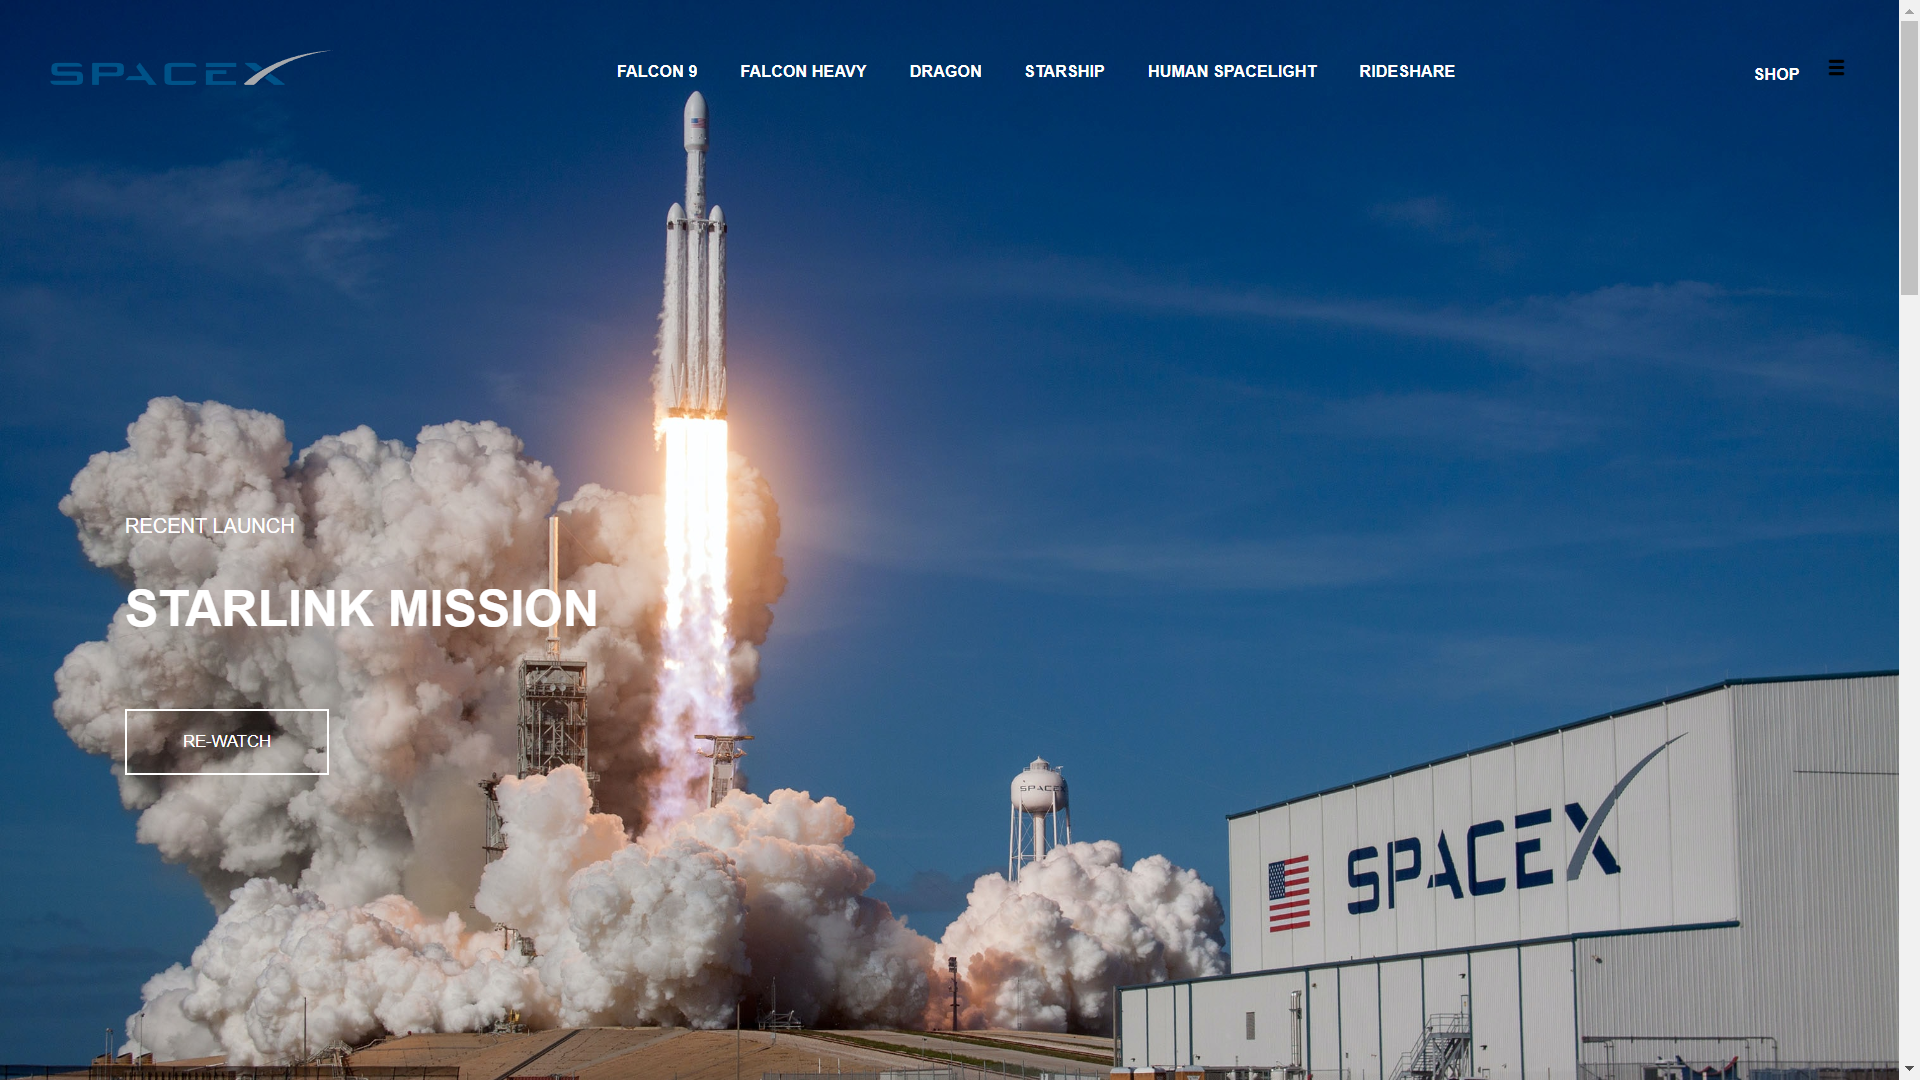 SPACEX
FALCON 9
FALCON HEAVY
DRAGON
STARSHIP
HUMAN SPACELIGHT
RIDESHARE
SHOP
RECENT LAUNCH
STARLINK MISSION
RE-WATCH
SPACEX
SPACEX